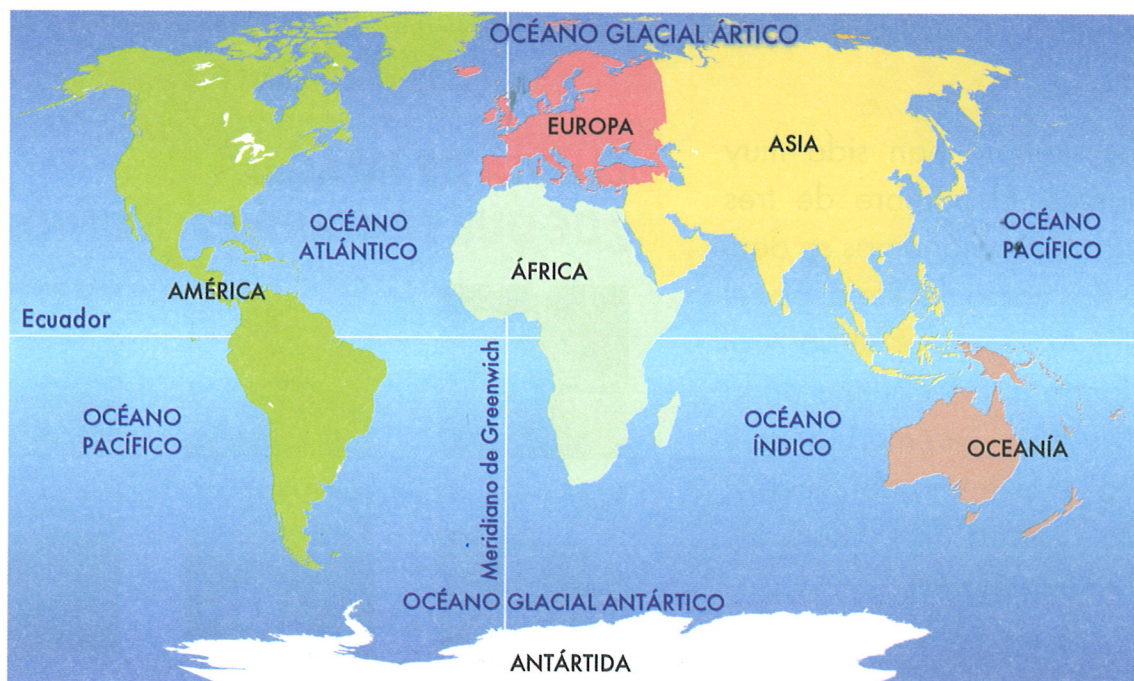 OCÉANO GLACIAL ÁRTICO
EUROPA
ASIA
OCÉANO
ATLÁNTICO
OCÉANO
PACÍFICO
ÁFRICA
AMÉRICA
Ecuador
Meridiano de Greenwich
OCÉANO
PACÍFICO
OCÉANO
ÍNDICO
OCEANÍA
OCÉANO GLACIAL ANTÁRTICO
ANTÁRTIDA